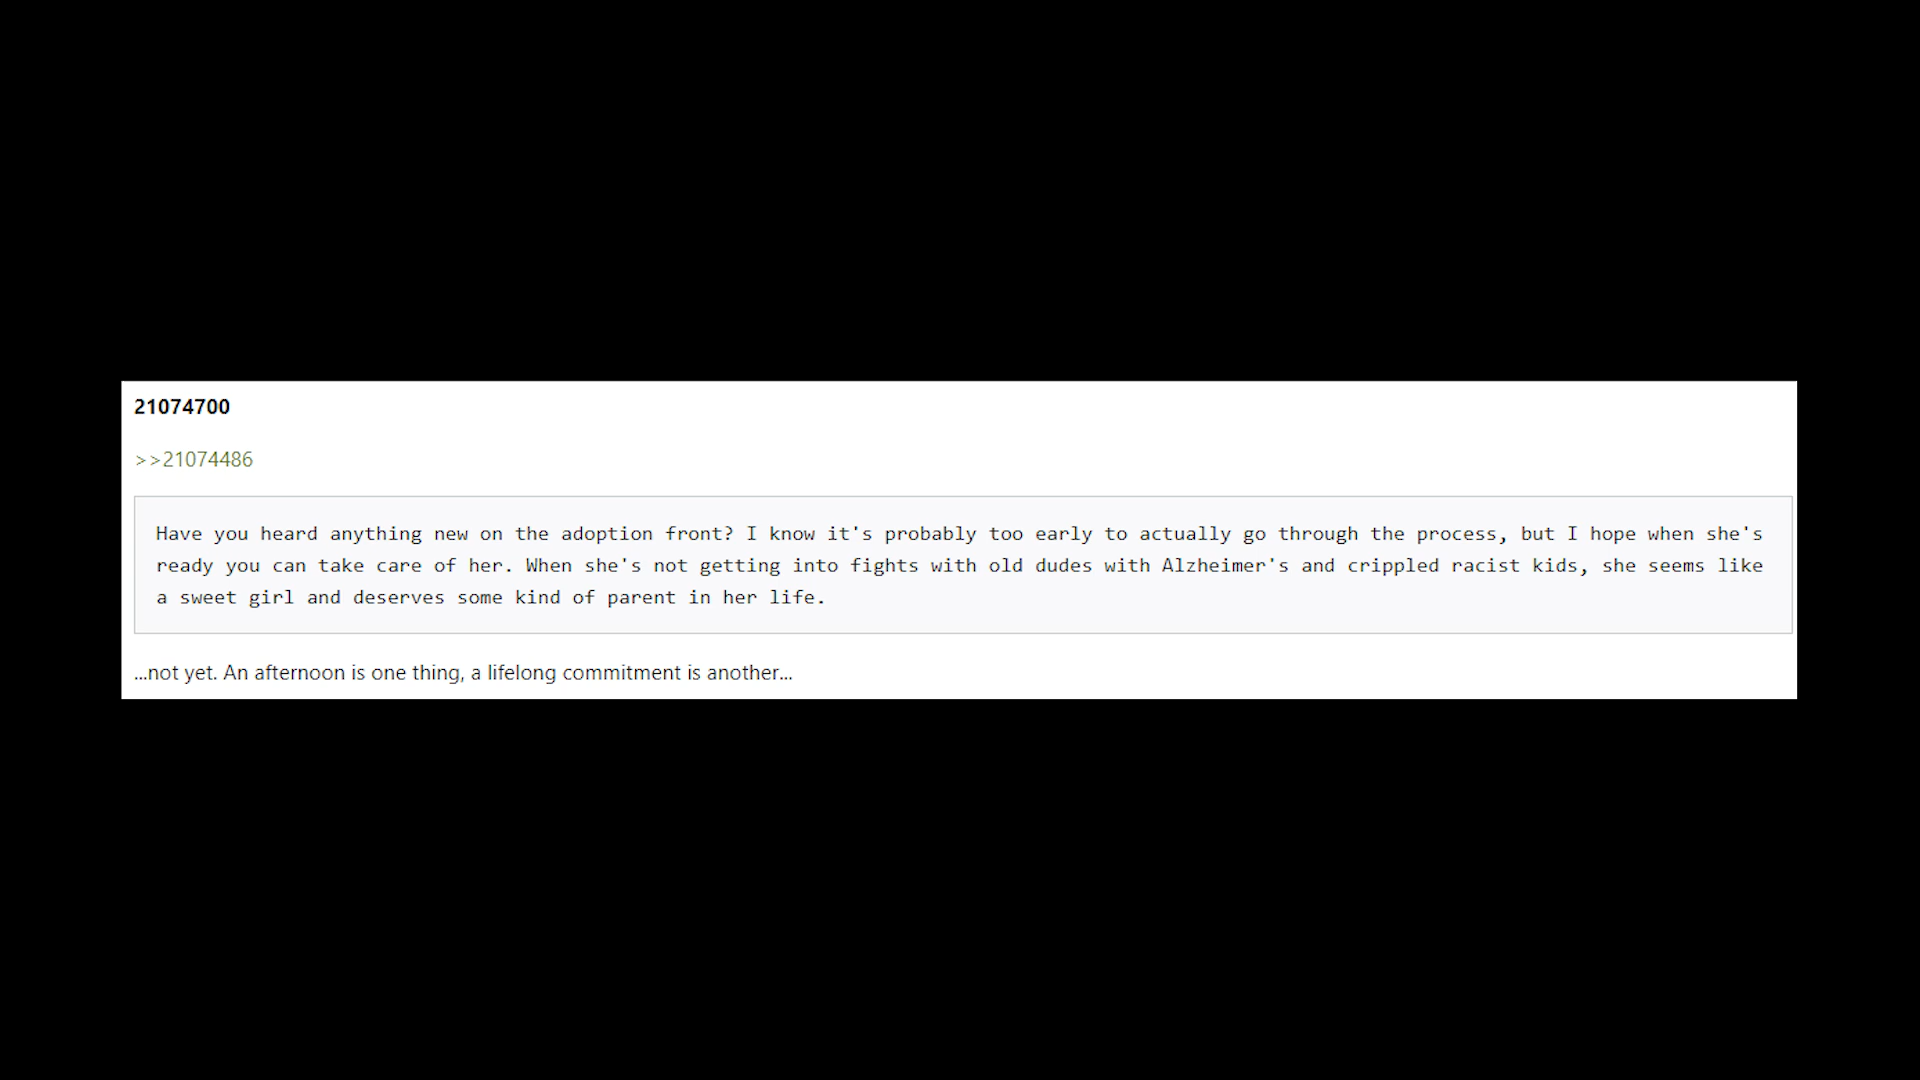 21074700
>>21074486
Have you heard anything new on the adoption front? I know it's probably too early to actually go through the process, but I hope when she's
ready you can take care of her. When she's not getting into fights with old dudes with Alzheimer's and crippled racist kids, she seems like
a sweet girl and deserves some kind of parent in her life.
...not yet. An afternoon is one thing, a lifelong commitment is another...